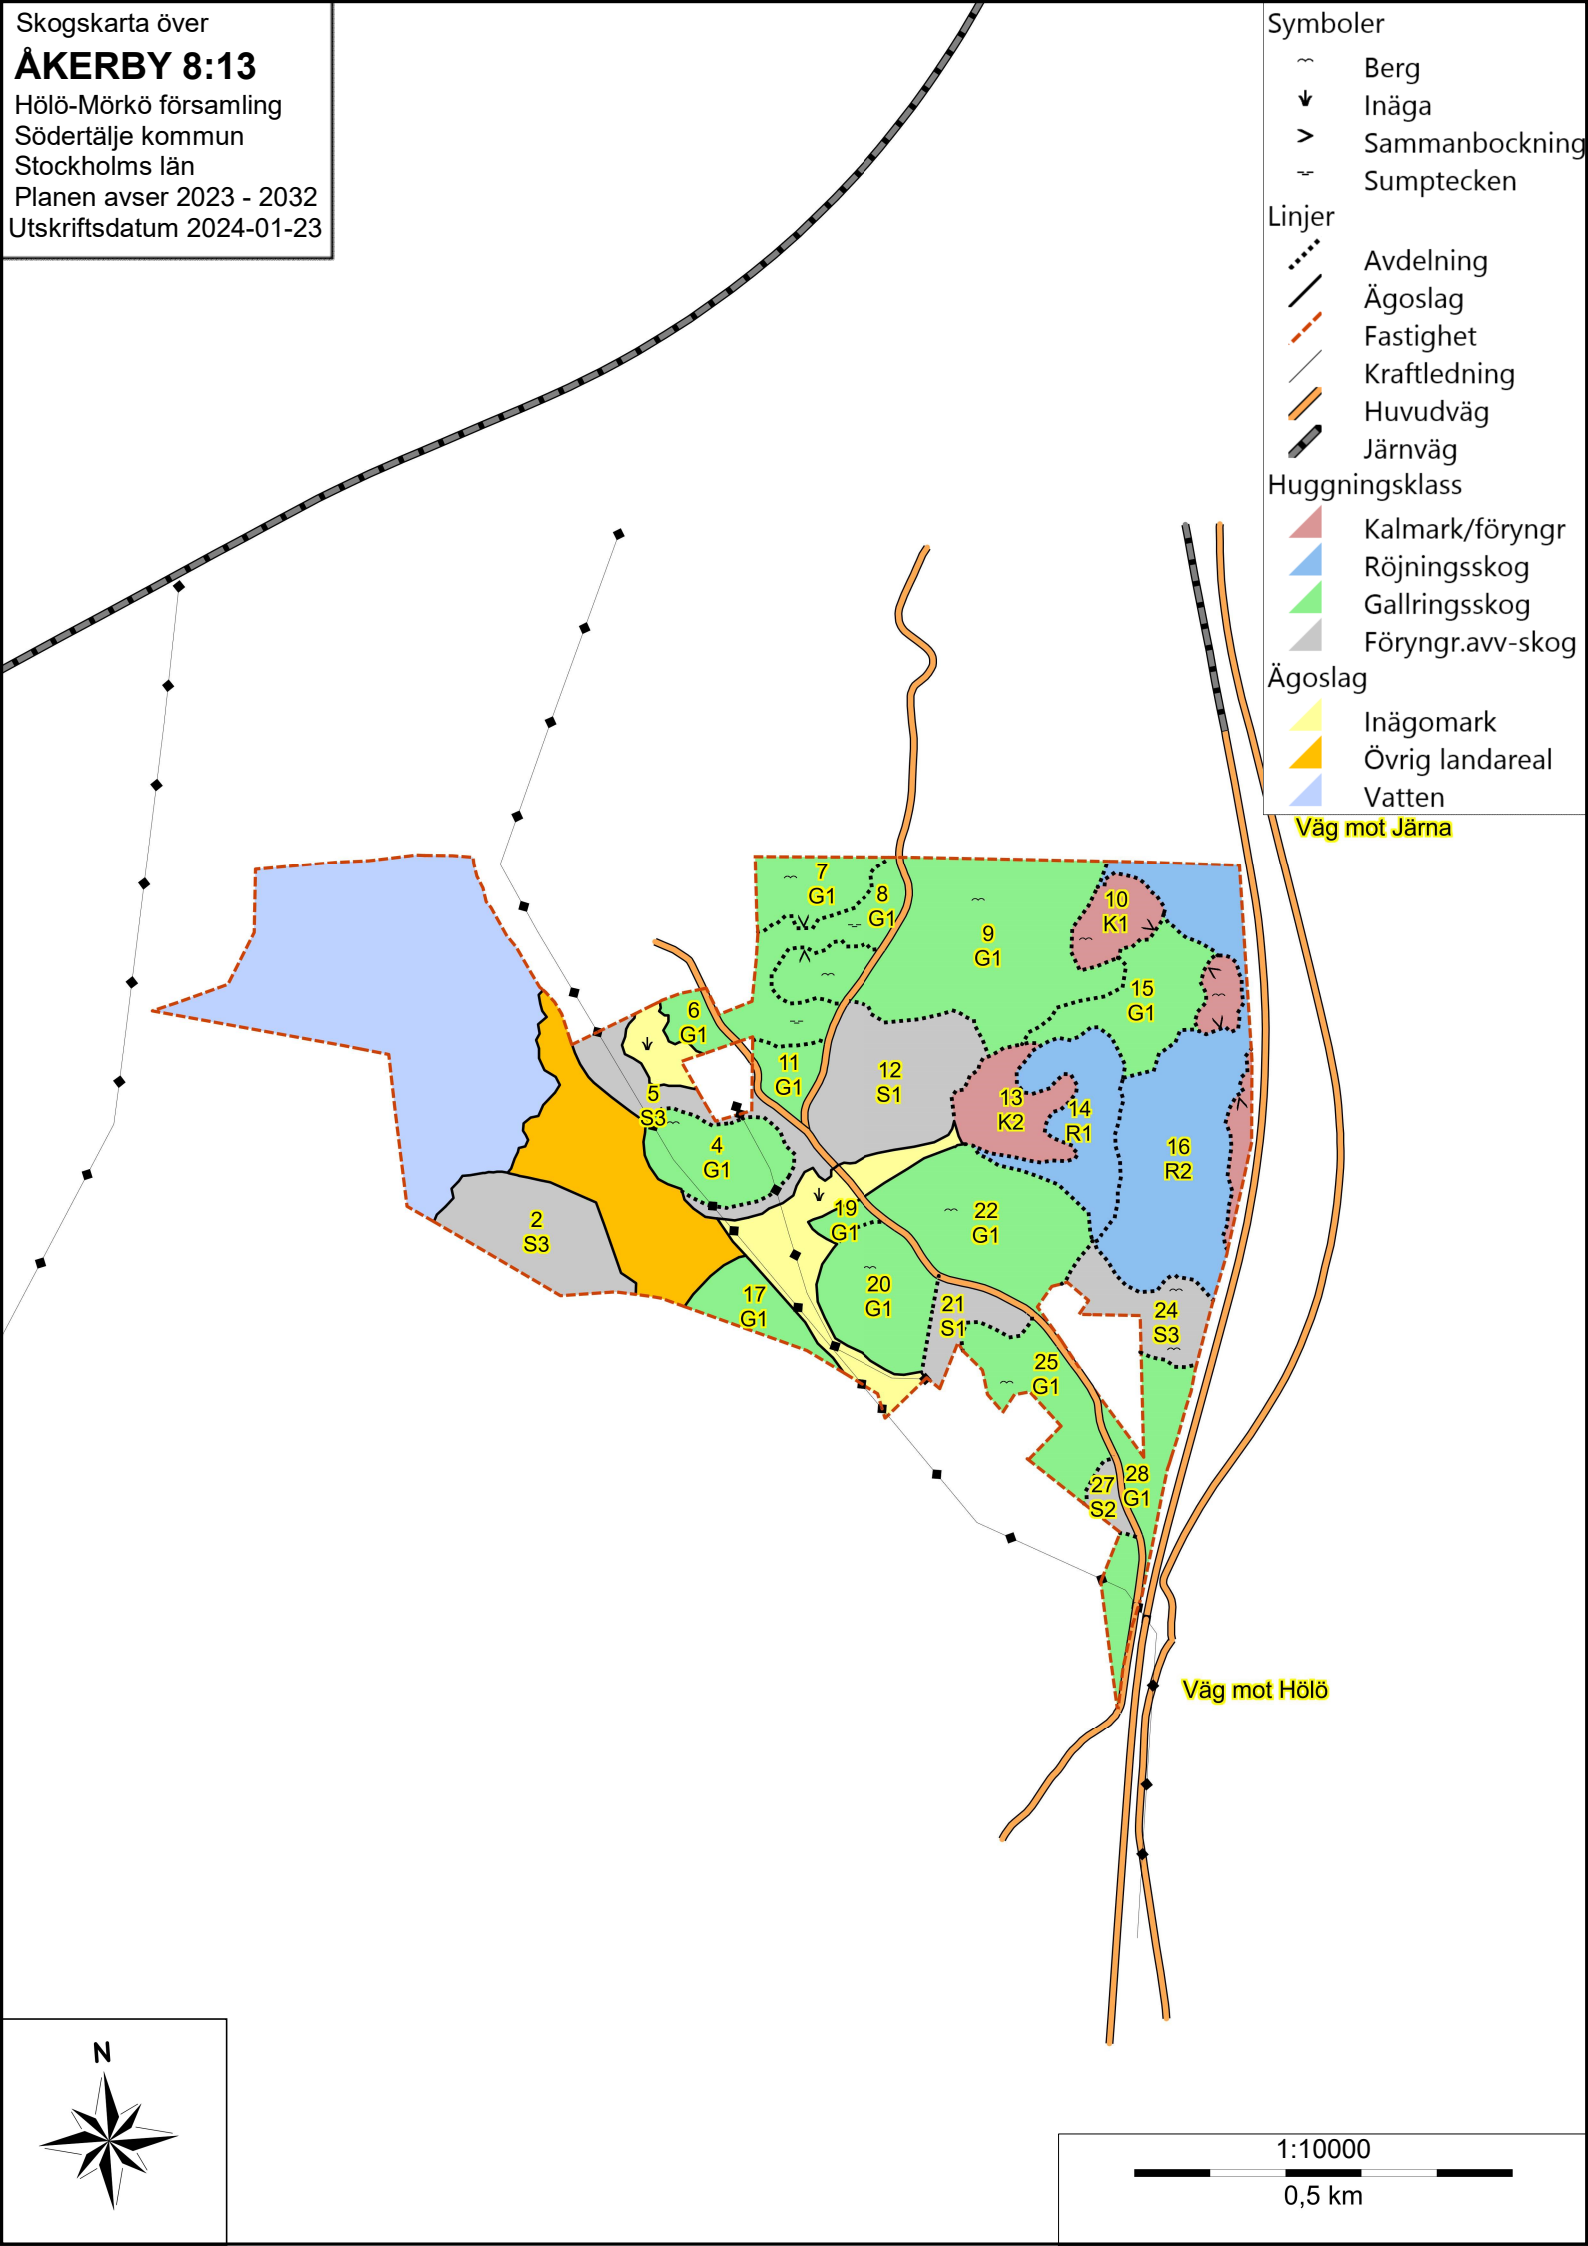 Skogskarta över
ÅKERBY 8:13
Hölö-Mörkö församling
Södertälje kommun
Stockholms län
Planen avser 2023 - 2032
Utskriftsdatum 2024-01-23
Symboler
Berg
Inäga
Sammanbockning
Sumptecken
Linjer
Avdelning
Ägoslag
Fastighet
Kraftledning
Huvudväg
Järnväg
Huggningsklass
Kalmark/föryngr
Röjningsskog
Gallringsskog
Föryngr.avv-skog
Ägoslag
Inägomark
Övrig landareal
Vatten
Väg mot Järna
7
G1
8
G1
9
G1
10
K1
15
G1
6
G1
11
G1
12
S1
5
S3
4
G1
13
K2
14
R1
16
R2
2
S3
19
G1
22
G1
17
G1
20
G1
21
S1
24
S3
25
G1
27
S2
28
G1
Väg mot Hölö
N
1:10000
0,5 km